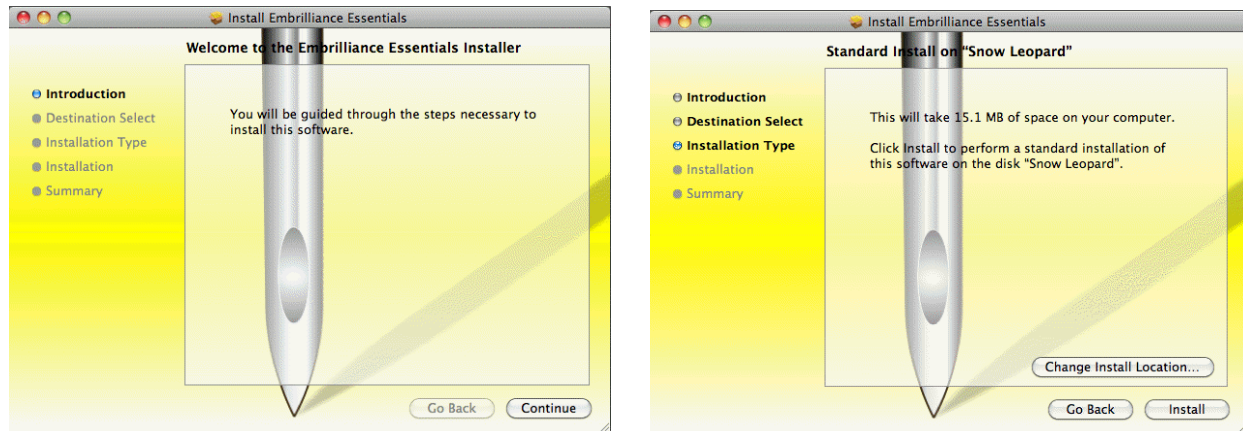 Install Embrilliance Essentials
Welcome to the Embrilliance Essentials Installer
Introduction
Destination Select
Installation Type
Installation
Summary
You will be guided through the steps necessary to
install this software.
Go Back
Continue
Install Embrilliance Essentials
Standard Install on “Snow Leopard”
Introduction
Destination Select
Installation Type
Installation
Summary
This will take 15.1 MB of space on your computer.
Click Install to perform a standard installation of
this software on the disk “Snow Leopard”.
Change Install Location...
Go Back
Install